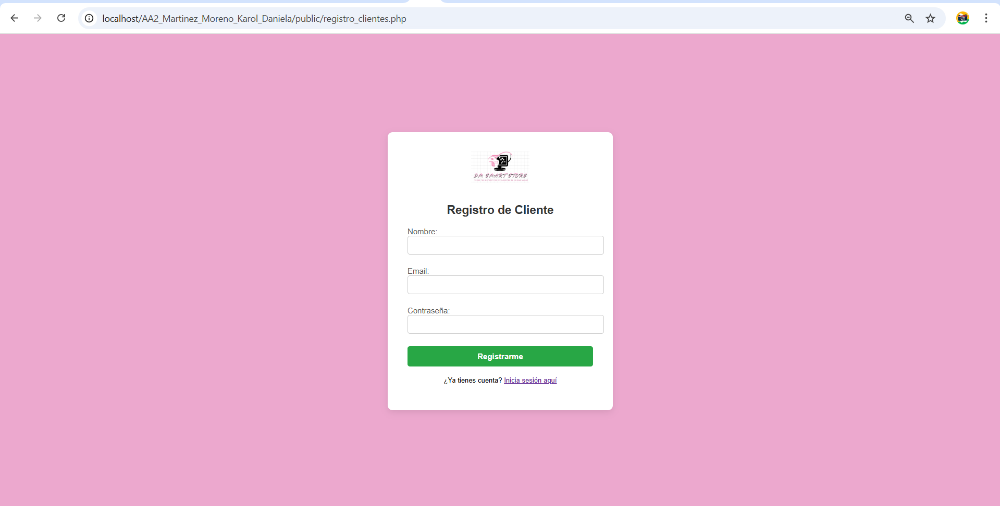 localhost/AA2_Martinez_Moreno_Karol_Daniela/public/registro_clientes.php
DM SMART STORE
Registro de Cliente
Nombre:
Email:
Contraseña:
Registrarme
¿Ya tienes cuenta? Inicia sesión aquí